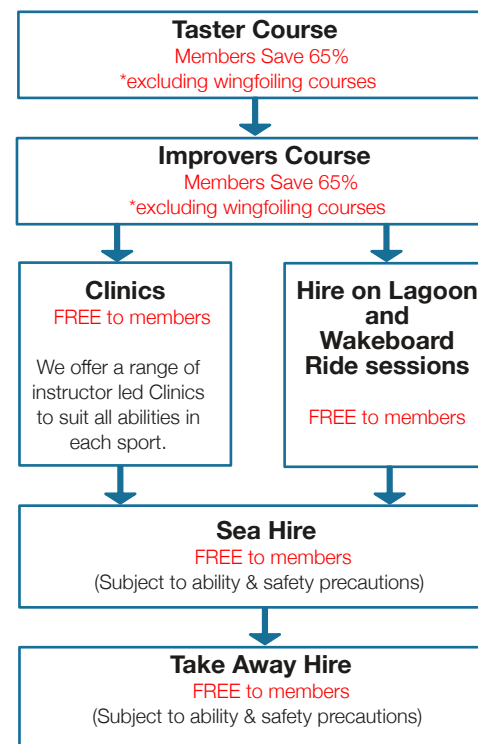 Taster Course
Members Save 65%
*excluding wingfoiling courses
Improvers Course
Members Save 65%
*excluding wingfoiling courses
Clinics
FREE to members
We offer a range of
instructor led Clinics
to suit all abilities in
each sport.
Hire on Lagoon
and
Wakeboard
Ride sessions
FREE to members
Sea Hire
FREE to members
(Subject to ability & safety precautions)
Take Away Hire
FREE to members
(Subject to ability & safety precautions)